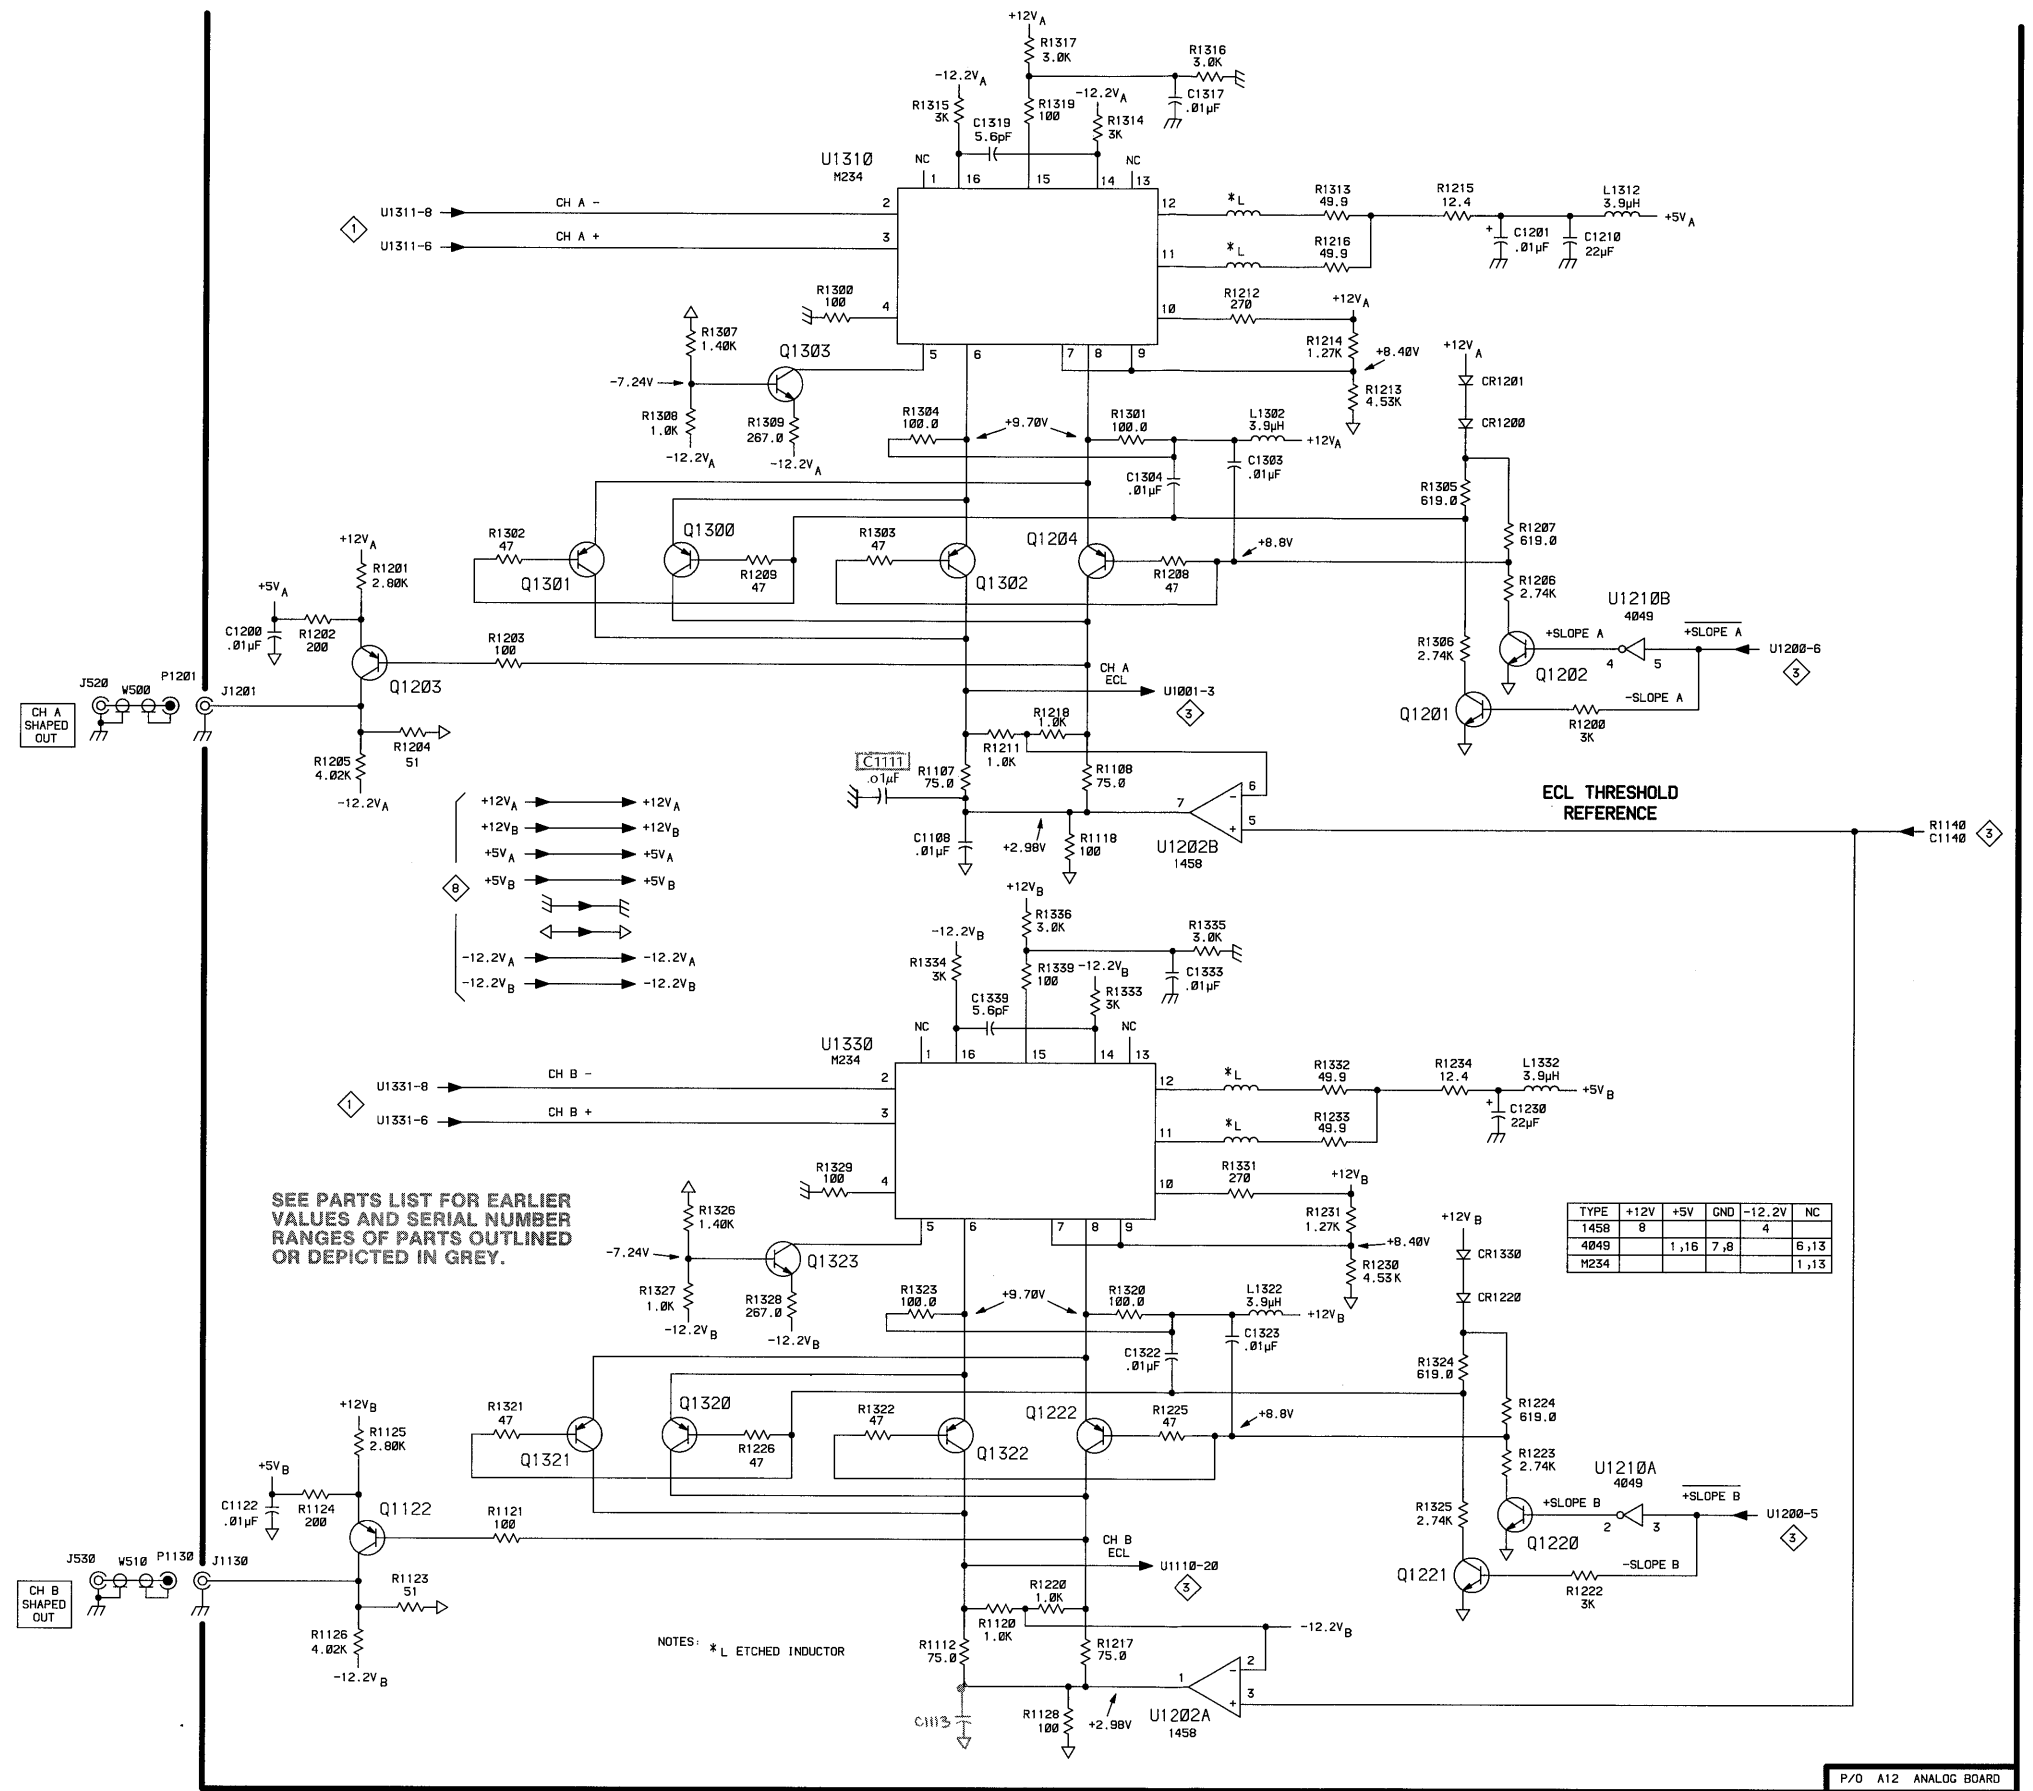 +12VA
R1317
3.0K
R1316
3.0K
-12.2VA
R1315
3K
R1319
100
C1319
5.6pF
-12.2VA
R1314
3K
C1317
.01µF
U1310
M234
NC
NC
1
16
15
14
13
U1311-8
CH A -
2
U1311-6
CH A +
3
1
12
*L
R1313
49.9
R1215
12.4
L1312
3.9µH
+5VA
+
C1201
.01µF
C1210
22µF
11
*L
R1216
49.9
R1300
100
4
10
R1212
270
+12VA
R1214
1.27K
+8.40V
R1213
4.53K
5
6
7
8
9
R1307
1.40K
Q1303
-7.24V
R1308
1.0K
-12.2VA
R1309
267.0
-12.2VA
+12VA
CR1201
CR1200
R1304
100.0
+9.70V
R1301
100.0
L1302
3.9µH
+12VA
C1304
.01µF
C1303
.01µF
R1305
619.0
R1207
619.0
R1302
47
Q1301
Q1300
R1209
47
R1303
47
Q1302
Q1204
R1208
47
+8.8V
R1206
2.74K
+12VA
R1201
2.80K
+5VA
C1200
.01µF
R1202
200
R1203
100
Q1203
U1210B
4049
+SLOPE A
+SLOPE A
4
5
U1200-6
3
R1306
2.74K
Q1202
-SLOPE A
Q1201
R1200
3K
CH A
ECL
U1001-3
3
J520
W500
P1201
J1201
CH A
SHAPED
OUT
R1204
51
R1205
4.02K
-12.2VA
R1218
1.0K
R1211
1.0K
C1111
.01µF
R1107
75.0
R1108
75.0
7
6
-
5
+
U1202B
1458
C1108
.01µF
+2.98V
R1118
100
ECL THRESHOLD
REFERENCE
R1140
C1140
3
8
+12VA
+12VA
+12VB
+12VB
+5VA
+5VA
+5VB
+5VB
-12.2VA
-12.2VA
-12.2VB
-12.2VB
+12VB
R1336
3.0K
R1335
3.0K
-12.2VB
R1334
3K
R1339
100
-12.2VB
R1333
3K
C1333
.01µF
C1339
5.6pF
U1330
M234
NC
NC
1
16
15
14
13
U1331-8
CH B -
2
U1331-6
CH B +
3
1
12
*L
R1332
49.9
R1234
12.4
L1332
3.9µH
+5VB
+
C1230
22µF
11
*L
R1233
49.9
R1329
100
4
10
R1331
270
+12VB
R1231
1.27K
+8.40V
R1230
4.53K
5
6
7
8
9
SEE PARTS LIST FOR EARLIER
VALUES AND SERIAL NUMBER
RANGES OF PARTS OUTLINED
OR DEPICTED IN GREY.
R1326
1.40K
-7.24V
Q1323
R1327
1.0K
-12.2VB
R1328
267.0
-12.2VB
+12VB
CR1330
CR1220
TYPE +12V +5V GND -12.2V NC
1458 8 4
4049 1,16 7,8 6,13
M234 1,13
R1323
100.0
+9.70V
R1320
100.0
L1322
3.9µH
+12VB
C1322
.01µF
C1323
.01µF
R1324
619.0
R1224
619.0
R1321
47
Q1321
Q1320
R1226
47
R1322
47
Q1322
Q1222
R1225
47
+8.8V
R1223
2.74K
+12VB
R1125
2.80K
+5VB
C1122
.01µF
R1124
200
Q1122
R1121
100
U1210A
4049
+SLOPE B
+SLOPE B
2
3
U1200-5
3
R1325
2.74K
Q1220
-SLOPE B
Q1221
R1222
3K
CH B
ECL
U1110-20
3
J530
W510
P1130
J1130
CH B
SHAPED
OUT
R1123
51
R1126
4.02K
-12.2VB
R1220
1.0K
R1120
1.0K
-12.2VB
R1112
75.0
R1217
75.0
1
2
-
3
+
U1202A
1458
C1113
R1128
100
+2.98V
NOTES: *L ETCHED INDUCTOR
P/O A12 ANALOG BOARD